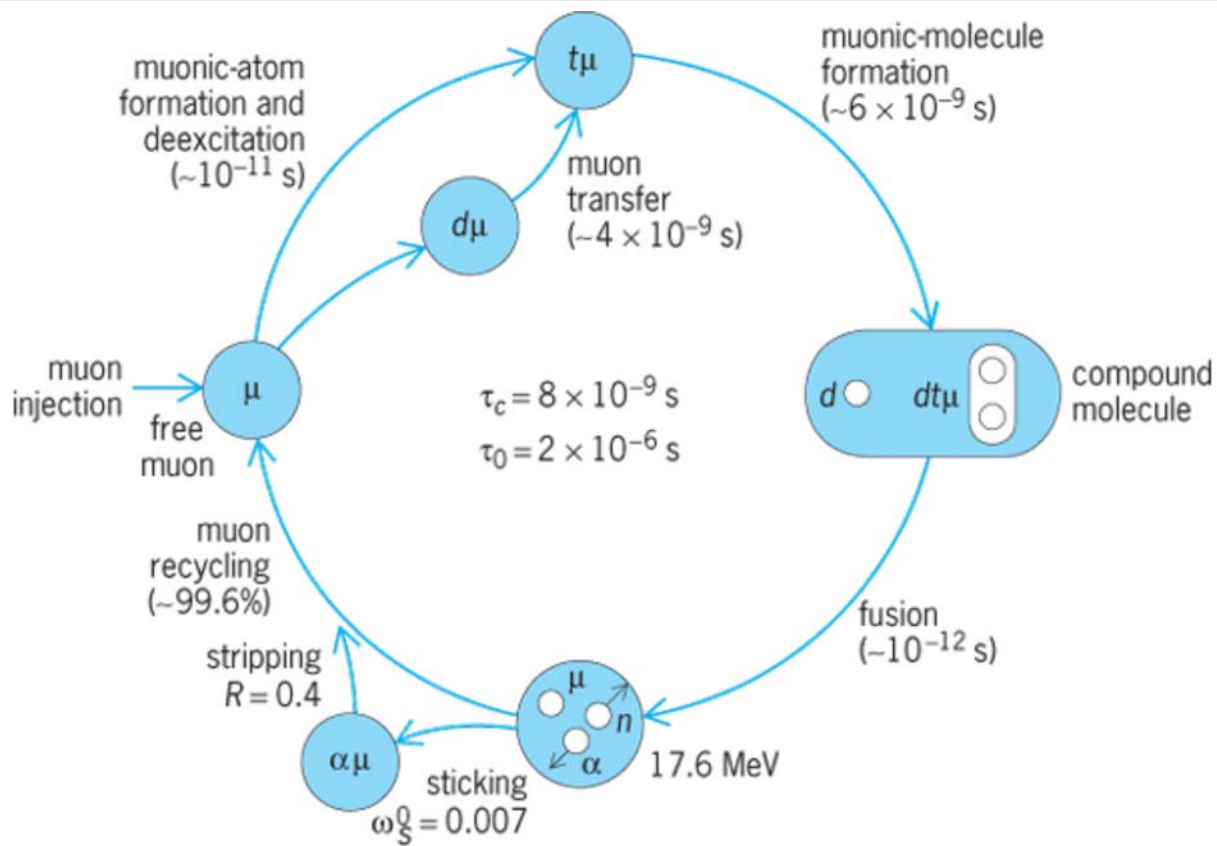 muonic-atom
formation and
deexcitation
(~10⁻¹¹ s)
tμ
muonic-molecule
formation
(~6 × 10⁻⁹ s)
muon
transfer
(~4 × 10⁻⁹ s)
dμ
muon
injection
μ
free
muon
τc = 8 × 10⁻⁹ s
τ0 = 2 × 10⁻⁶ s
d
dtμ
compound
molecule
muon
recycling
(~99.6%)
fusion
(~10⁻¹² s)
stripping
R = 0.4
μ
n
α
17.6 MeV
αμ
sticking
ω⁰s = 0.007